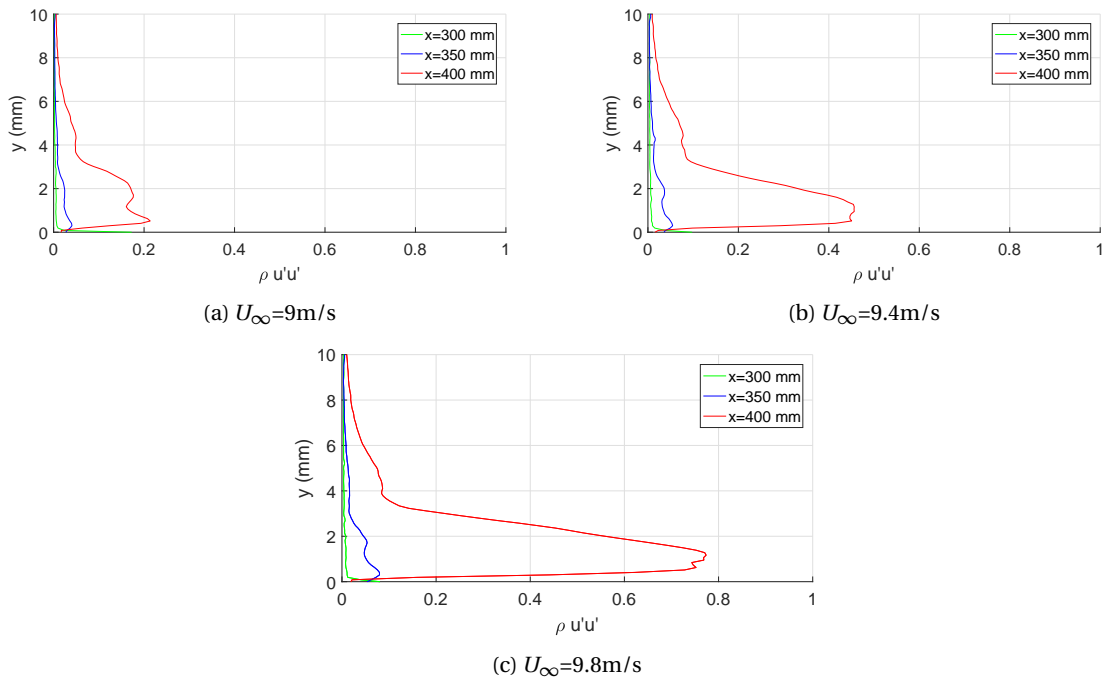 10
8
6
4
2
0
y (mm)
0
0.2
0.4
0.6
0.8
1
ρ u'u'
x=300 mm
x=350 mm
x=400 mm
(a) U∞=9m/s
10
8
6
4
2
0
y (mm)
0
0.2
0.4
0.6
0.8
1
ρ u'u'
x=300 mm
x=350 mm
x=400 mm
(b) U∞=9.4m/s
10
8
6
4
2
0
y (mm)
0
0.2
0.4
0.6
0.8
1
ρ u'u'
x=300 mm
x=350 mm
x=400 mm
(c) U∞=9.8m/s